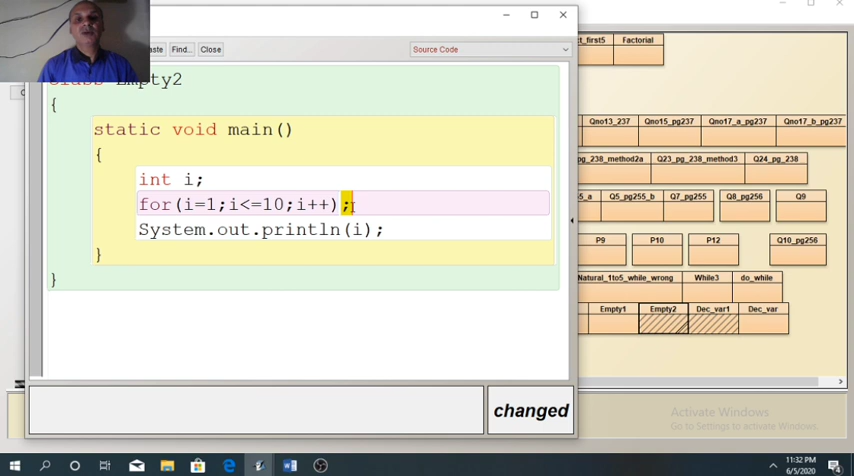 aste Find... Close Source Code
class Empty2
{
static void main()
{
int i;
for(i=1;i<=10;i++);
System.out.println(i);
}
}
changed
ct_first5 Factorial
Qno13_237 Qno15_pg237 Qno17_a_pg237 Qno17_b_pg237
pg_238_method2a Q23_pg_238_method3 Q24_pg_238
5_a Q5_pg255_b Q7_pg255 Q8_pg256 Q9
P9 P10 P12 Q10_pg256
Natural_1to5_while_wrong While3 do_while
Empty1 Empty2 Dec_var1 Dec_var
Activate Windows
Go to Settings to activate Windows.
11:32 PM
6/5/2020